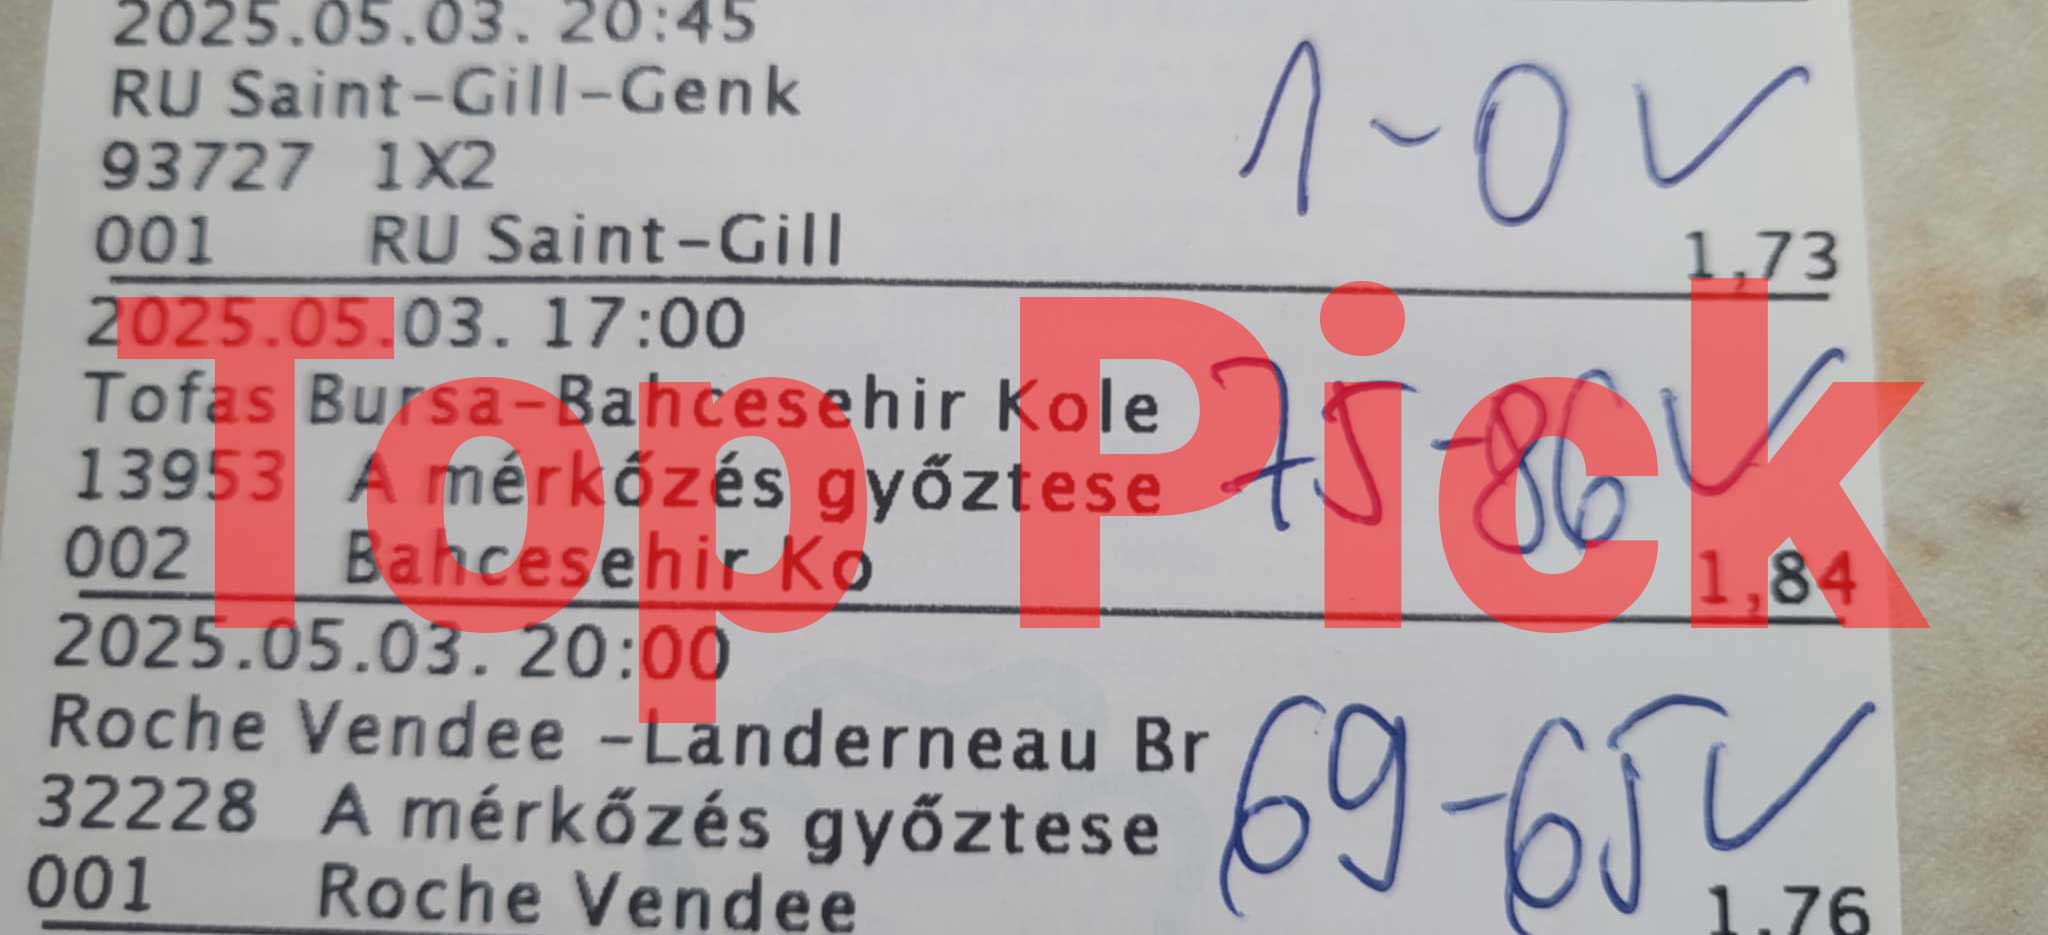 2025.05.03. 20:45
RU Saint-Gill-Genk
1-0 ✓
93727 1X2
001 RU Saint-Gill 1,73
2025.05.03. 17:00
Tofas Bursa-Bahcesehir Kole
75-86 ✓
13953 A mérkőzés győztese
002 Bahcesehir Ko 1,84
Top Pick
2025.05.03. 20:00
Roche Vendee -Landerneau Br
69-65 ✓
32228 A mérkőzés győztese
001 Roche Vendee 1,76